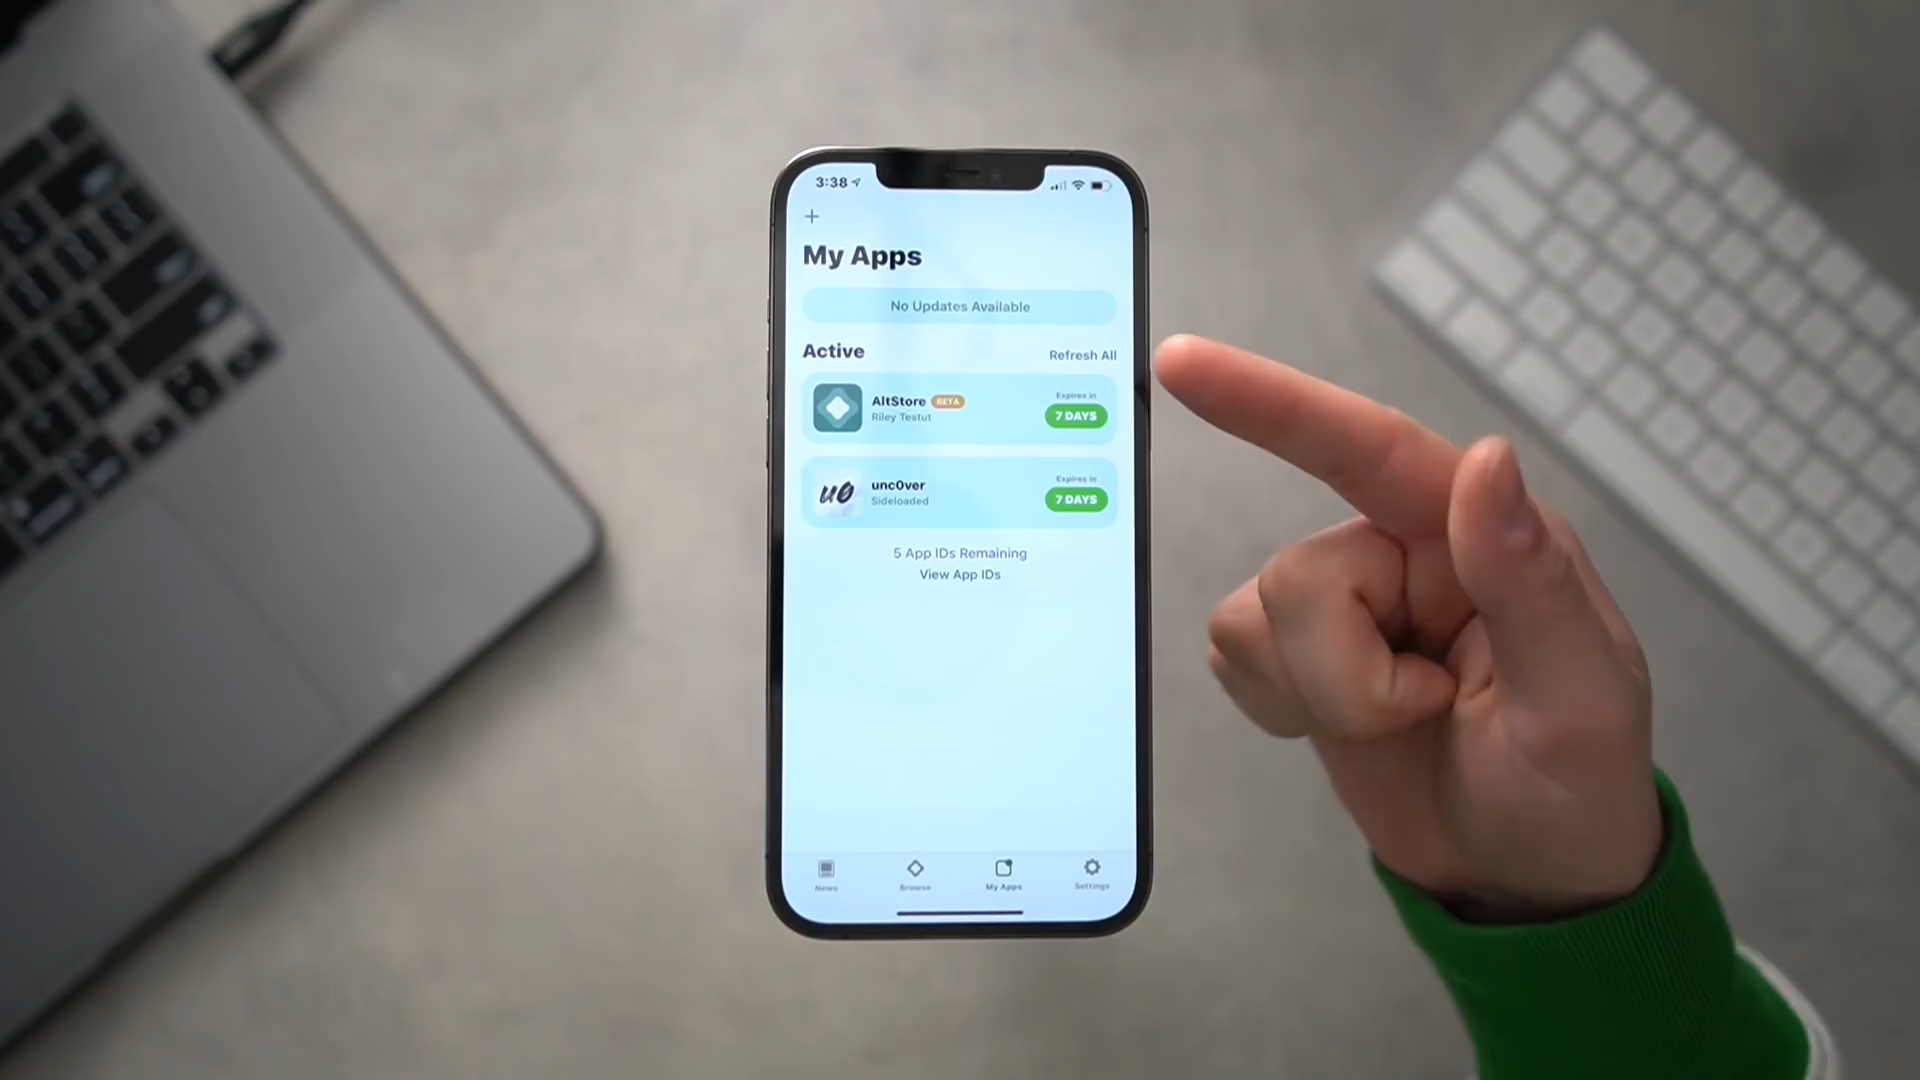 3:38
My Apps
No Updates Available
Active
Refresh All
AltStore BETA
Riley Testut
Expires in
7 DAYS
u0
unc0ver
Sideloaded
Expires in
7 DAYS
5 App IDs Remaining
View App IDs
News
Browse
My Apps
Settings